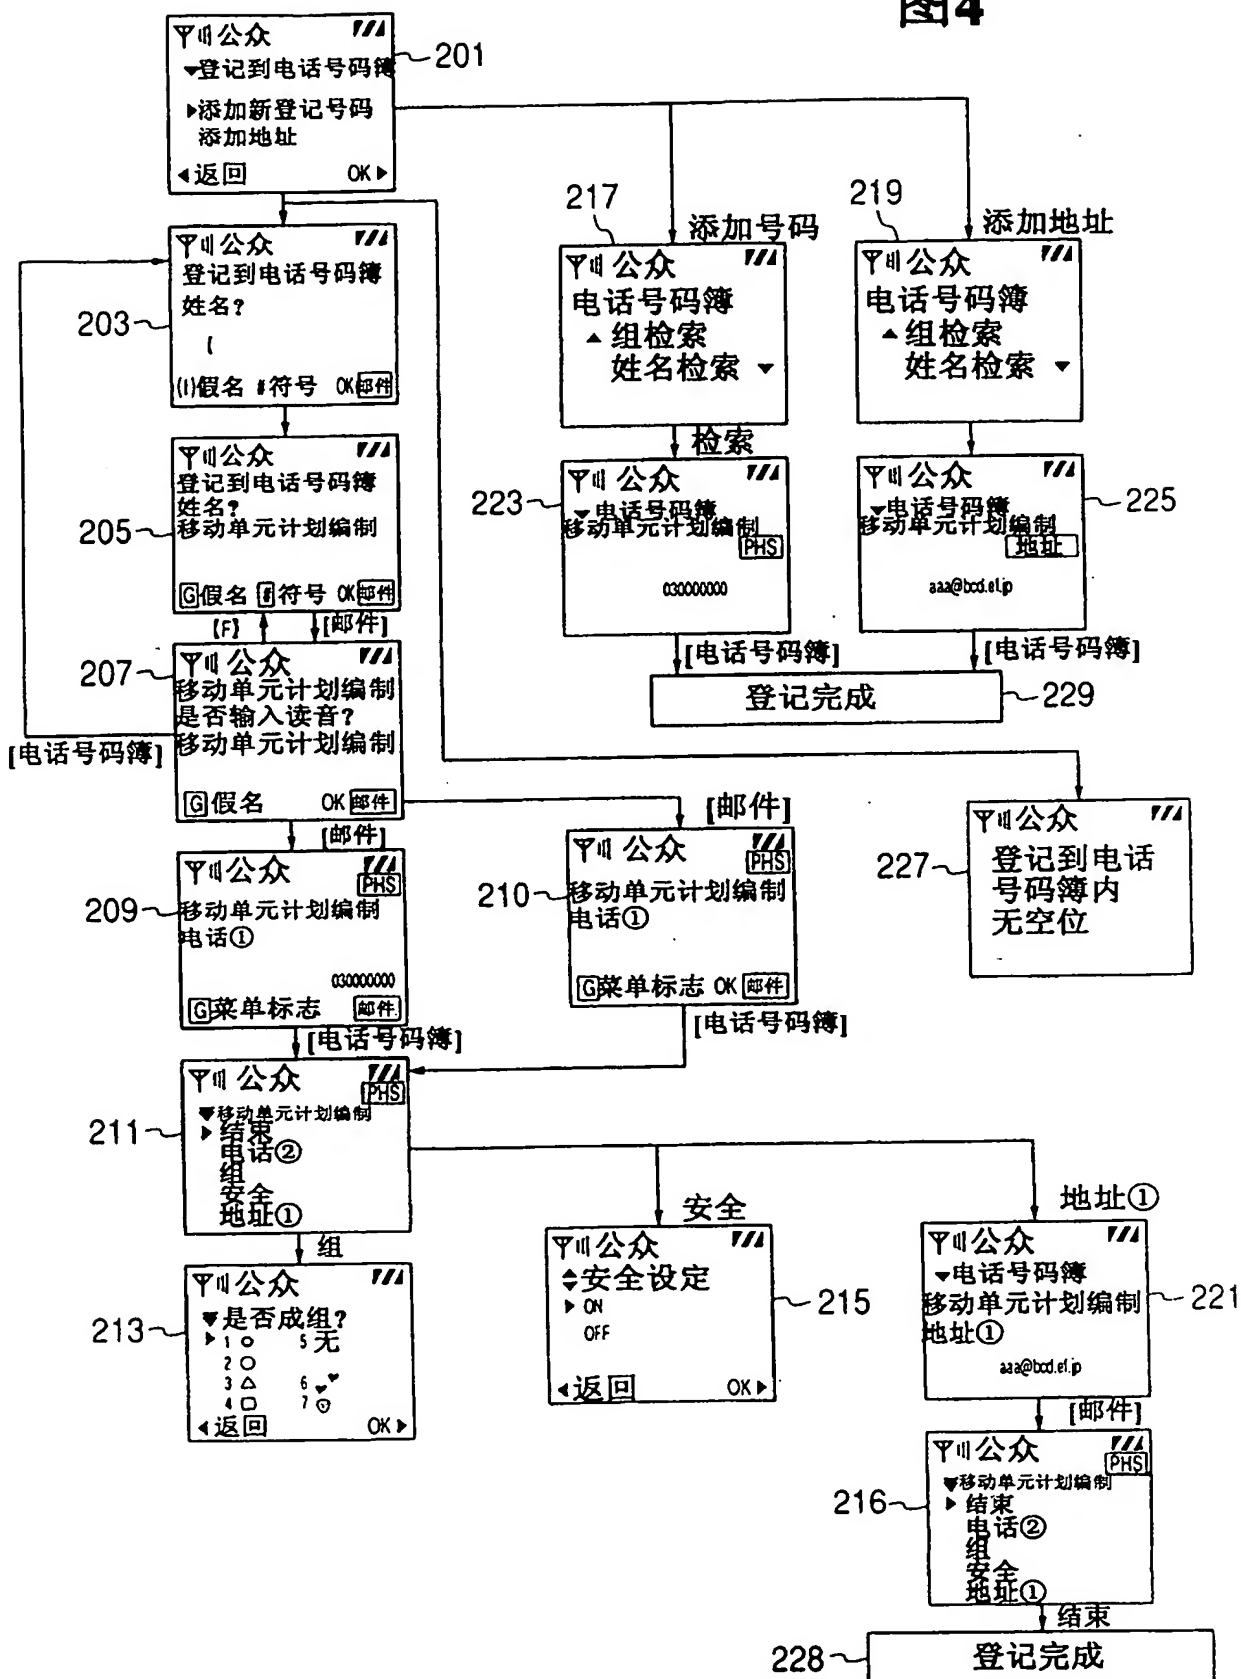 图4
公众
登记到电话号码簿
添加新登记号码
添加地址
返回 OK
201
公众
登记到电话号码簿
姓名?
(I)假名 #符号 OK邮件
203
公众
登记到电话号码簿
姓名?
移动单元计划编制
G假名 #符号 OK邮件
205
[F] [邮件]
公众
移动单元计划编制
是否输入读音?
移动单元计划编制
G假名 OK邮件
207
[电话号码簿]
[邮件]
公众
PHS
移动单元计划编制
电话①
030000000
G菜单标志 邮件
209
[电话号码簿]
[邮件]
公众
PHS
移动单元计划编制
电话①
G菜单标志 OK邮件
210
[电话号码簿]
公众
PHS
移动单元计划编制
结束
电话②
组
安全
地址①
211
组
公众
是否成组?
1 ○ 5 无
2 ○
3 △ 6 ♥♥
4 □ 7
返回 OK
213
217
添加号码
公众
电话号码簿
组检索
姓名检索
检索
219
添加地址
公众
电话号码簿
组检索
姓名检索
公众
电话号码簿
移动单元计划编制
PHS
030000000
223
[电话号码簿]
公众
电话号码簿
移动单元计划编制
地址
aaa@bcd.ef.jp
225
[电话号码簿]
登记完成
229
公众
登记到电话
号码簿内
无空位
227
安全
公众
安全设定
ON
OFF
返回 OK
215
地址①
公众
电话号码簿
移动单元计划编制
地址①
aaa@bcd.ef.jp
221
[邮件]
公众
PHS
移动单元计划编制
结束
电话②
组
安全
地址①
216
结束
登记完成
228